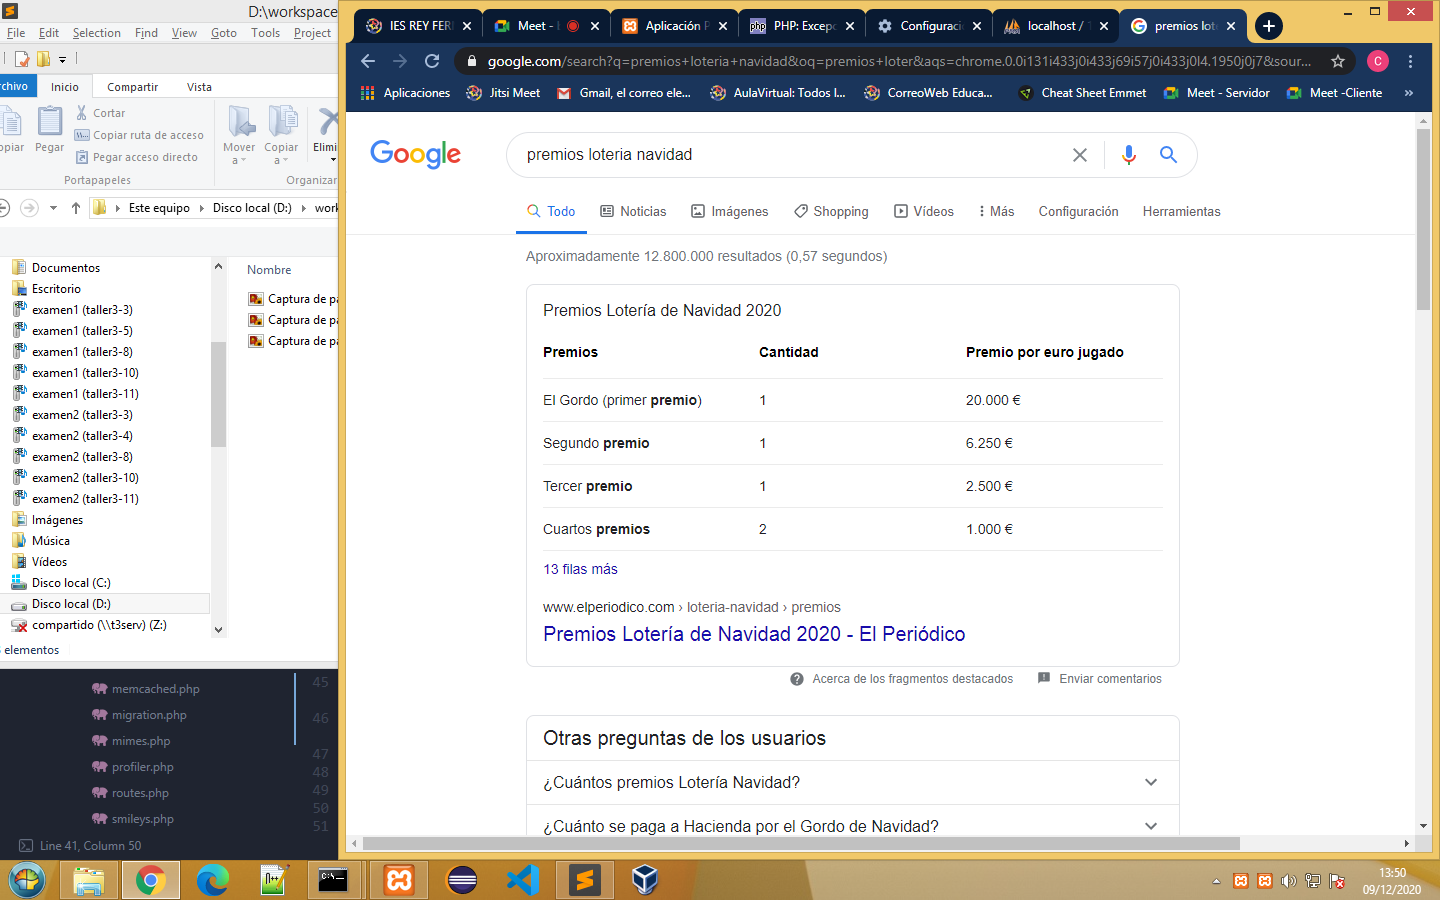 D:\workspace
File Edit Selection Find View Goto Tools Project
Archivo Inicio Compartir Vista
Cortar
Copiar ruta de acceso
Pegar acceso directo
Copiar Pegar
Mover a Copiar a
Portapapeles
Organizar
Este equipo Disco local (D:)
Nombre
Documentos
Escritorio
examen1 (taller3-3)
examen1 (taller3-5)
examen1 (taller3-8)
examen1 (taller3-10)
examen1 (taller3-11)
examen2 (taller3-3)
examen2 (taller3-4)
examen2 (taller3-8)
examen2 (taller3-10)
examen2 (taller3-11)
Imágenes
Música
Vídeos
Disco local (C:)
Disco local (D:)
compartido (\\t3serv) (Z:)
Captura de pa
Captura de pa
Captura de pa
elementos
memcached.php
migration.php
mimes.php
profiler.php
routes.php
smileys.php
45
46
47
48
49
50
51
Line 41, Column 50
IES REY FER Meet - Aplicación P PHP: Excepc Configuraci localhost / premios lot
google.com/search?q=premios+loteria+navidad&oq=premios+loter&aqs=chrome.0.0i131i433j0i433j69i57j0i433j0l4.1950j0j7&sour...
C
Aplicaciones Jitsi Meet Gmail, el correo ele... AulaVirtual: Todos l... CorreoWeb Educa... Cheat Sheet Emmet Meet - Servidor Meet -Cliente »
Google
premios loteria navidad
Todo Noticias Imágenes Shopping Vídeos Más Configuración Herramientas
Aproximadamente 12.800.000 resultados (0,57 segundos)
Premios Lotería de Navidad 2020
Premios Cantidad Premio por euro jugado
El Gordo (primer premio) 1 20.000 €
Segundo premio 1 6.250 €
Tercer premio 1 2.500 €
Cuartos premios 2 1.000 €
13 filas más
www.elperiodico.com › loteria-navidad › premios
Premios Lotería de Navidad 2020 - El Periódico
Acerca de los fragmentos destacados Enviar comentarios
Otras preguntas de los usuarios
¿Cuántos premios Lotería Navidad?
¿Cuánto se paga a Hacienda por el Gordo de Navidad?
13:50
09/12/2020